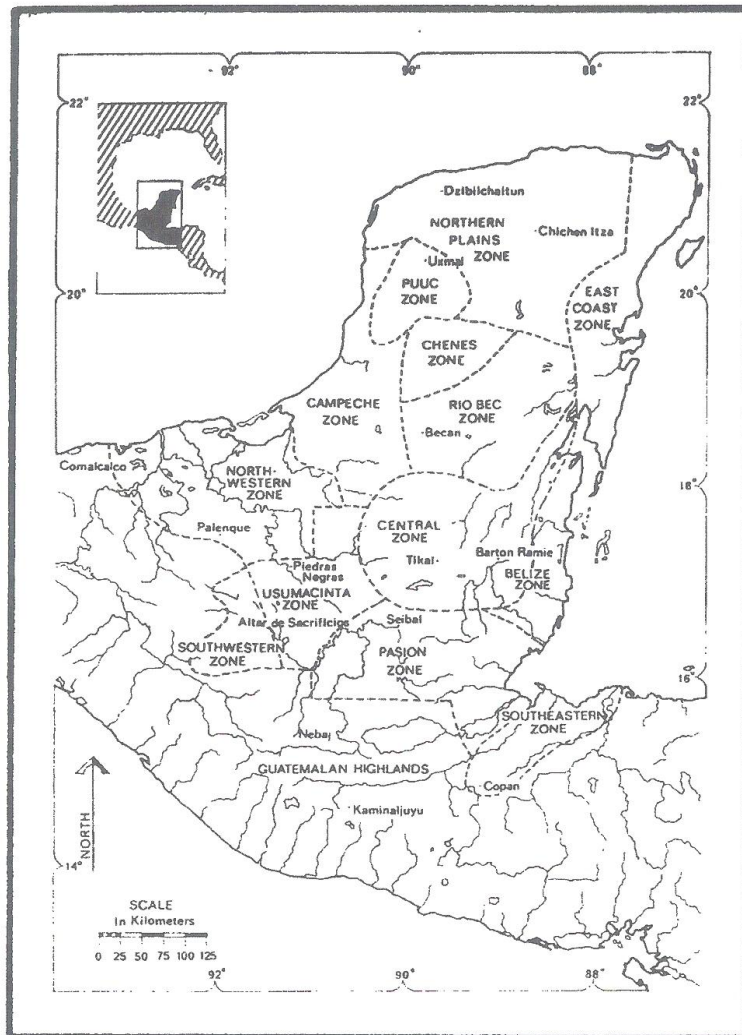 92°
90°
88°
22°
22°
Dzibilchaltun
NORTHERN
PLAINS
ZONE
Chichen Itza
Uxmal
PUUC
ZONE
20°
20°
EAST
COAST
ZONE
CHENES
ZONE
CAMPECHE
ZONE
RIO BEC
ZONE
Becan
Comalcalco
NORTH-
WESTERN
ZONE
18°
CENTRAL
ZONE
Palenque
Tikal
Barton Ramie
BELIZE
ZONE
Piedras
Negras
USUMACINTA
ZONE
Altar de Sacrificios
Seibal
SOUTHWESTERN
ZONE
PASION
ZONE
16°
SOUTHEASTERN
ZONE
Nebaj
GUATEMALAN HIGHLANDS
Copan
Kaminaljuyu
NORTH
14°
SCALE
In Kilometers
0 25 50 75 100 125
92°
90°
88°